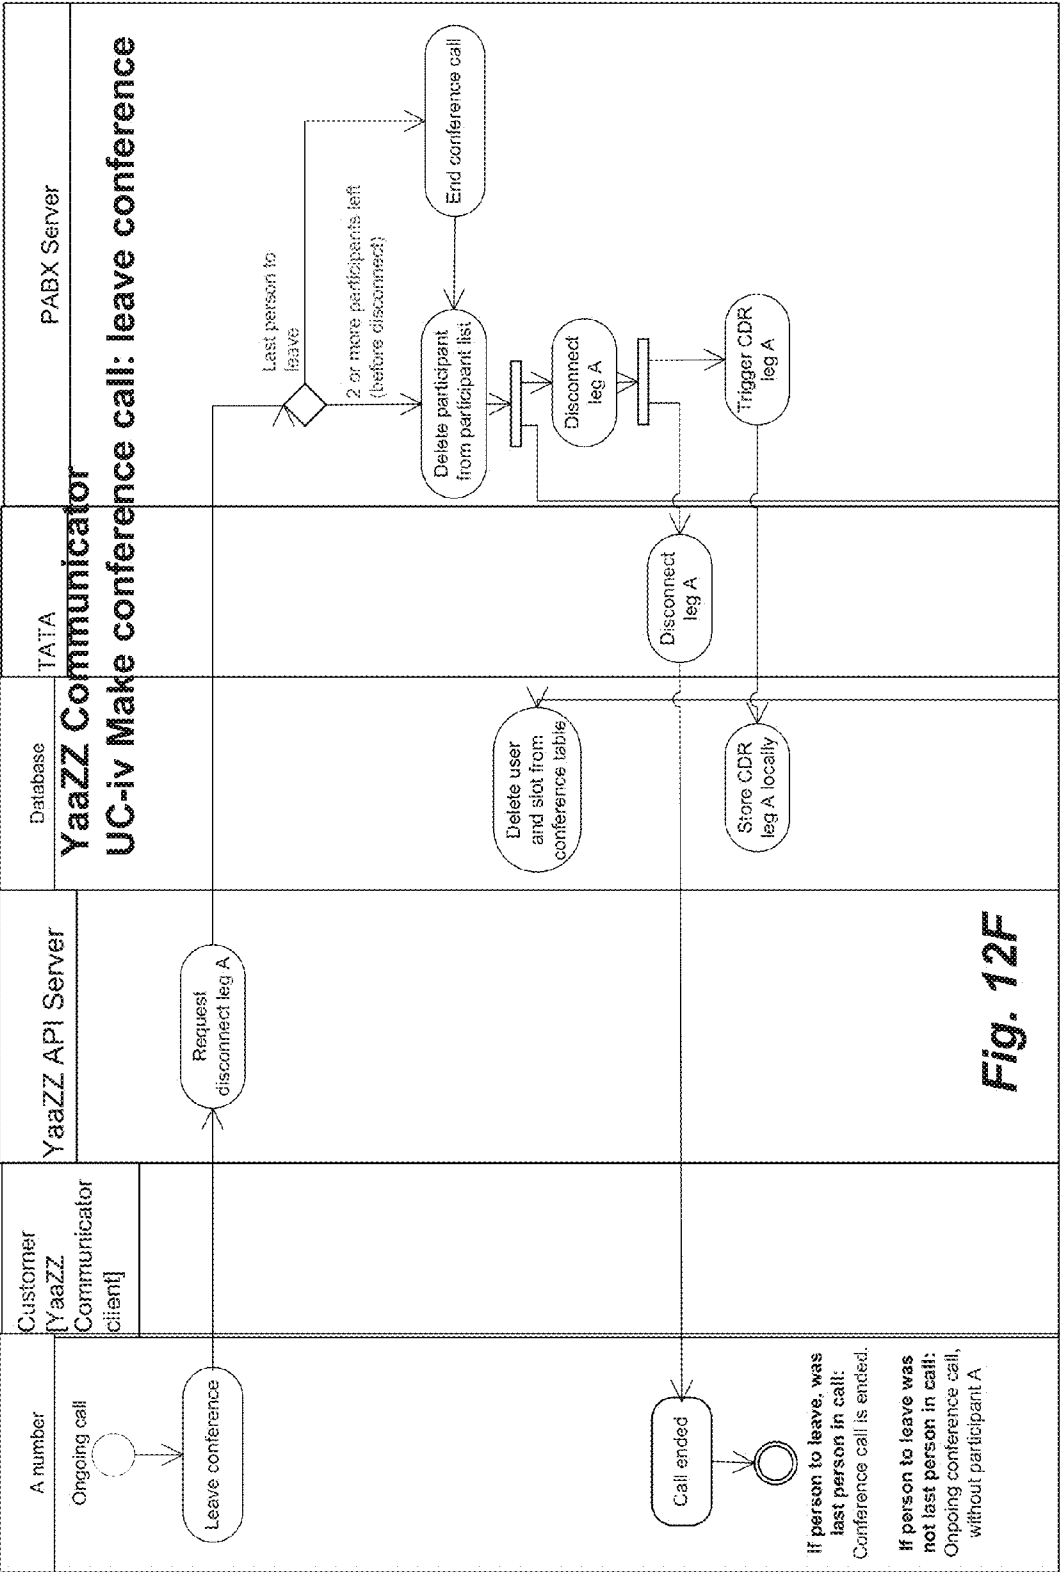 YaaZZ Communicator
UC-iv Make conference call: leave conference
A number
Customer
[YaaZZ
Communicator
client]
YaaZZ API Server
Database
TATA
PABX Server
Ongoing call
Leave conference
Request
disconnect leg A
Last person to
leave
2 or more participants left
(before disconnect)
End conference call
Delete participant
from participant list
Delete user
and slot from
conference table
Disconnect
leg A
Call ended
Disconnect
leg A
Store CDR
leg A locally
Trigger CDR
leg A
If person to leave, was
last person in call:
Conference call is ended.
If person to leave was
not last person in call:
Onpoing conference call,
without participant A
Fig. 12F